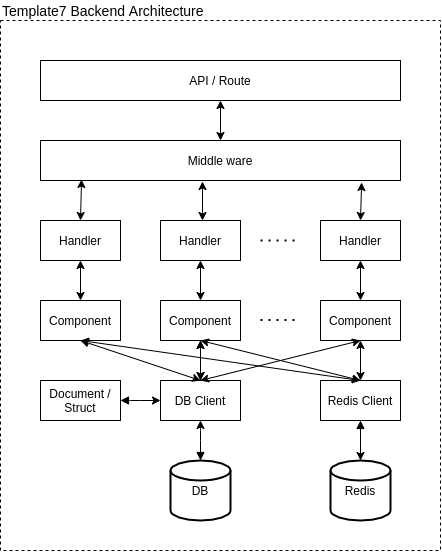 Template7 Backend Architecture
API / Route
Middle ware
Handler
Handler
.....
Handler
Component
Component
.....
Component
Document /
Struct
DB Client
Redis Client
DB
Redis